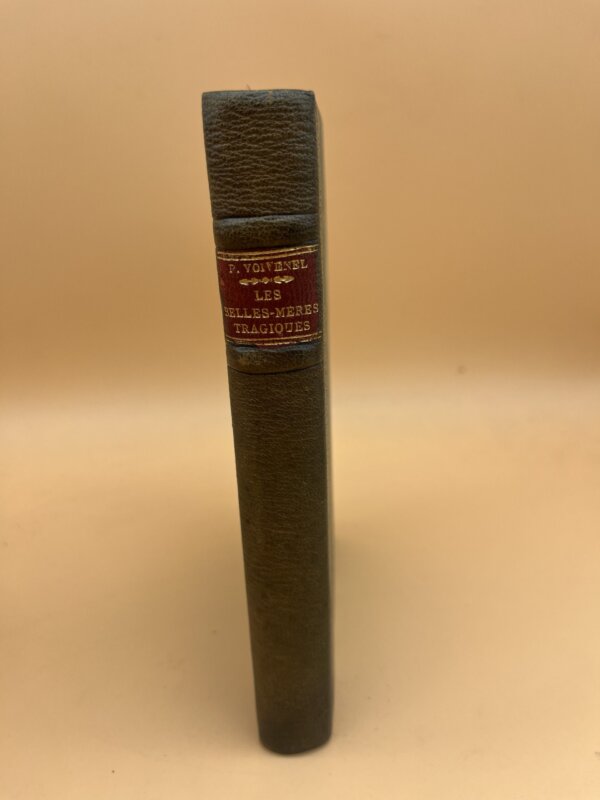 P. VOIVENEL
LES
BELLES-MERES
TRAGIQUES